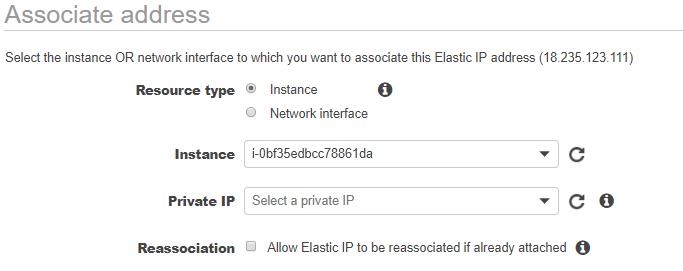 Associate address
Select the instance OR network interface to which you want to associate this Elastic IP address (18.235.123.111)
Resource type Instance
Network interface
Instance i-0bf35edbcc78861da
Private IP Select a private IP
Reassociation Allow Elastic IP to be reassociated if already attached